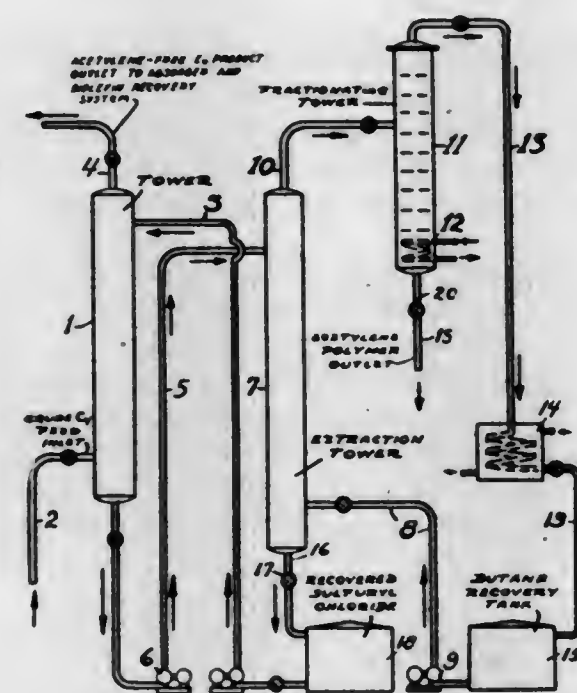 ACETYLENE-FREE C4 PRODUCT
OUTLET TO ABSORBER AND
DIOLEFIN RECOVERY
SYSTEM
4
TOWER
3
1
5
CRUDE C4
FEED
INLET
2
6
10
7
EXTRACTION
TOWER
8
16
17
RECOVERED
SULFURYL
CHLORIDE
18
9
FRACTIONATING
TOWER
11
12
13
20
15
ACETYLENE
POLYMER
OUTLET
14
19
BUTANE
RECOVERY
TANK
15